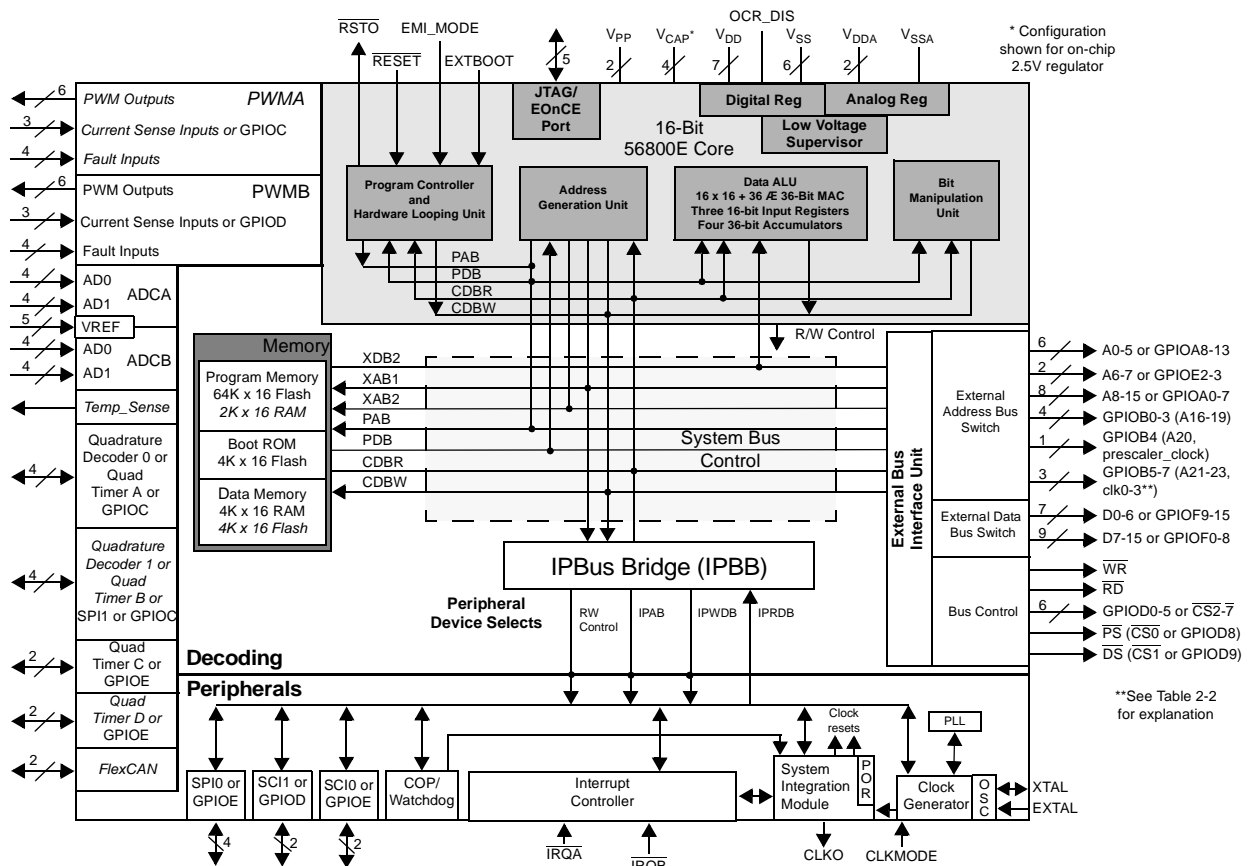 RSTO
EMI_MODE
RESET
EXTBOOT
5
VPP
2
VCAP*
4
VDD
7
OCR_DIS
VSS
6
VDDA
2
VSSA
* Configuration
shown for on-chip
2.5V regulator
6
PWM Outputs
PWMA
3
Current Sense Inputs or GPIOC
4
Fault Inputs
6
PWM Outputs
PWMB
3
Current Sense Inputs or GPIOD
4
Fault Inputs
4
AD0
4
AD1
ADCA
5
VREF
4
AD0
ADCB
4
AD1
Temp_Sense
4
Quadrature
Decoder 0 or
Quad
Timer A or
GPIOC
4
Quadrature
Decoder 1 or
Quad
Timer B or
SPI1 or GPIOC
2
Quad
Timer C or
GPIOE
2
Quad
Timer D or
GPIOE
2
FlexCAN
JTAG/
EOnCE
Port
Digital Reg
Analog Reg
Low Voltage
Supervisor
16-Bit
56800E Core
Program Controller
and
Hardware Looping Unit
Address
Generation Unit
Data ALU
16 x 16 + 36 Æ 36-Bit MAC
Three 16-bit Input Registers
Four 36-bit Accumulators
Bit
Manipulation
Unit
PAB
PDB
CDBR
CDBW
R/W Control
Memory
Program Memory
64K x 16 Flash
2K x 16 RAM
Boot ROM
4K x 16 Flash
Data Memory
4K x 16 RAM
4K x 16 Flash
XDB2
XAB1
XAB2
PAB
PDB
CDBR
CDBW
System Bus
Control
External Bus
Interface Unit
External
Address Bus
Switch
External Data
Bus Switch
Bus Control
6
A0-5 or GPIOA8-13
2
A6-7 or GPIOE2-3
8
A8-15 or GPIOA0-7
4
GPIOB0-3 (A16-19)
1
GPIOB4 (A20,
prescaler_clock)
3
GPIOB5-7 (A21-23,
clk0-3**)
7
D0-6 or GPIOF9-15
9
D7-15 or GPIOF0-8
WR
RD
6
GPIOD0-5 or CS2-7
PS (CS0 or GPIOD8)
DS (CS1 or GPIOD9)
**See Table 2-2
for explanation
IPBus Bridge (IPBB)
Peripheral
Device Selects
RW
Control
IPAB
IPWDB
IPRDB
Decoding
Peripherals
Clock
resets
PLL
SPI0 or
GPIOE
SCI1 or
GPIOD
SCI0 or
GPIOE
COP/
Watchdog
Interrupt
Controller
System
Integration
Module
POR
Clock
Generator
OSC
XTAL
EXTAL
4
2
2
IRQA
IRQB
CLKO
CLKMODE